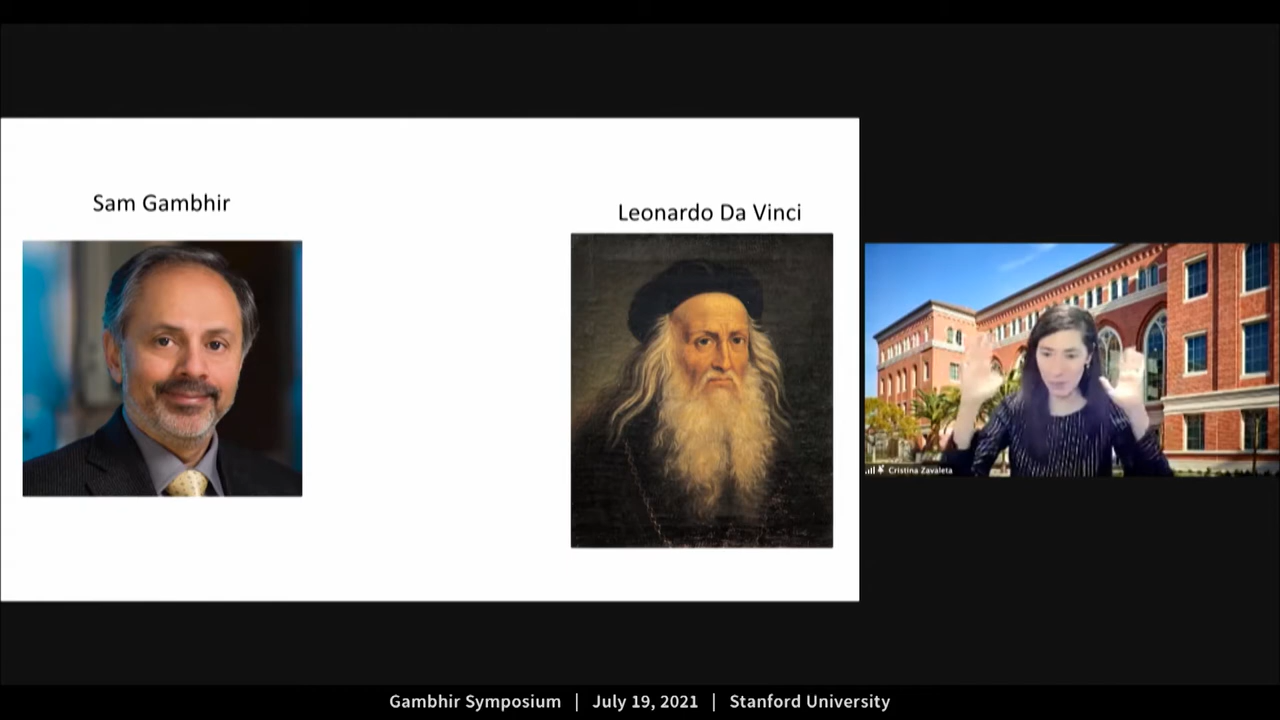 Sam Gambhir
Leonardo Da Vinci
Cristina Zavaleta
Gambhir Symposium | July 19, 2021 | Stanford University